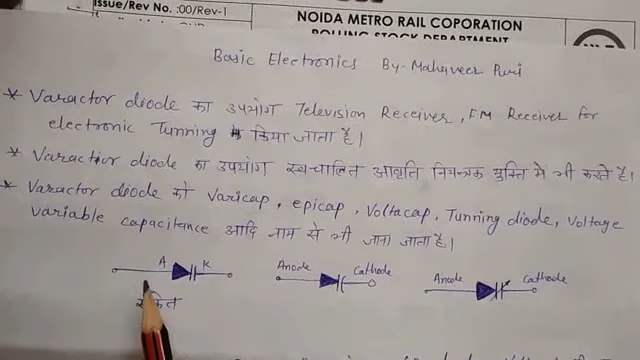 Issue/Rev No. :00/Rev-1
NOIDA METRO RAIL COPORATION
ROLLING STOCK DEPARTMENT
Basic Electronics By- Mahaveer Puri
* Varactor diode का उपयोग Television Receiver, FM Receiver for
electronic Tunning किया जाता है।
* Varactior diode का उपयोग स्वचालित आवृति नियन्त्रक युक्ति मे भी करते है।
* Varactor diode को Varicap, epicap, Voltacap, Tunning diode, Voltage
variable capacitance आदि नाम से भी जाना जाता है।
A K Anode Cathode Anode Cathode